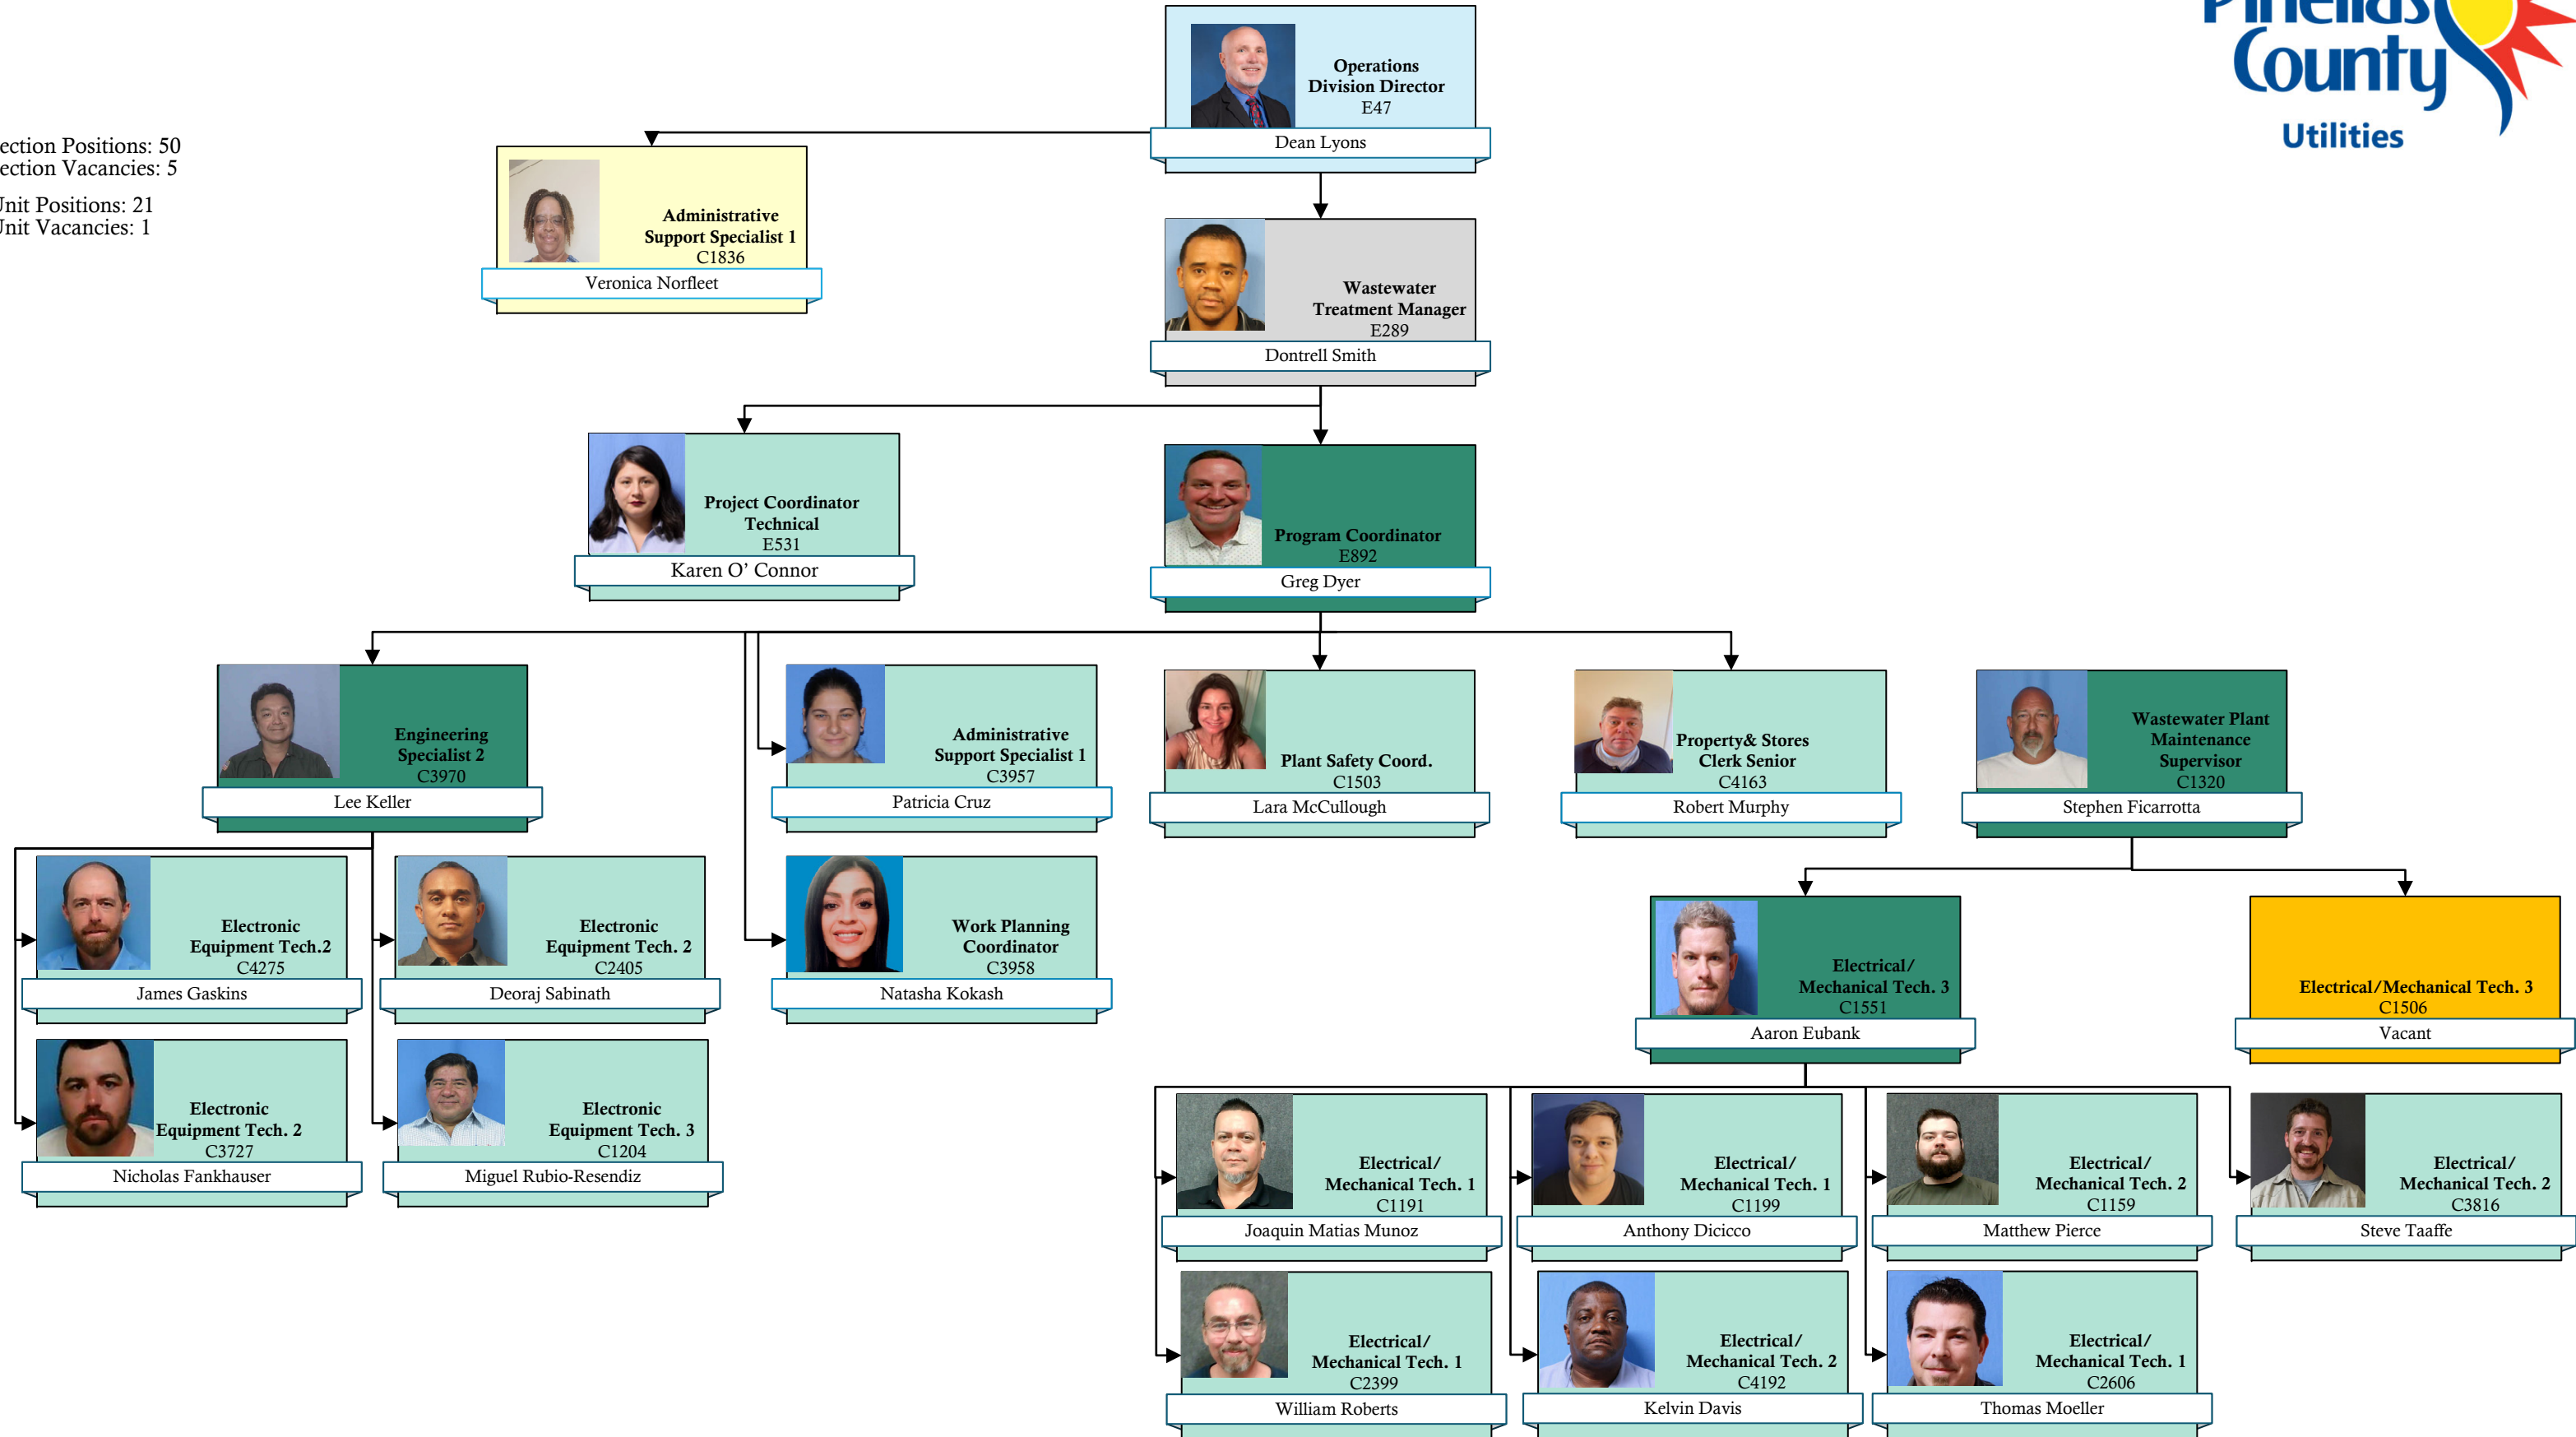 Pinellas
County
Utilities
ection Positions: 50
ection Vacancies: 5
Unit Positions: 21
Unit Vacancies: 1
Operations
Division Director
E47
Dean Lyons
Administrative
Support Specialist 1
C1836
Veronica Norfleet
Wastewater
Treatment Manager
E289
Dontrell Smith
Project Coordinator
Technical
E531
Karen O’ Connor
Program Coordinator
E892
Greg Dyer
Engineering
Specialist 2
C3970
Lee Keller
Administrative
Support Specialist 1
C3957
Patricia Cruz
Plant Safety Coord.
C1503
Lara McCullough
Property& Stores
Clerk Senior
C4163
Robert Murphy
Wastewater Plant
Maintenance
Supervisor
C1320
Stephen Ficarrotta
Electronic
Equipment Tech.2
C4275
James Gaskins
Electronic
Equipment Tech. 2
C2405
Deoraj Sabinath
Work Planning
Coordinator
C3958
Natasha Kokash
Electrical/
Mechanical Tech. 3
C1551
Aaron Eubank
Electrical/Mechanical Tech. 3
C1506
Vacant
Electronic
Equipment Tech. 2
C3727
Nicholas Fankhauser
Electronic
Equipment Tech. 3
C1204
Miguel Rubio-Resendiz
Electrical/
Mechanical Tech. 1
C1191
Joaquin Matias Munoz
Electrical/
Mechanical Tech. 1
C1199
Anthony Dicicco
Electrical/
Mechanical Tech. 2
C1159
Matthew Pierce
Electrical/
Mechanical Tech. 2
C3816
Steve Taaffe
Electrical/
Mechanical Tech. 1
C2399
William Roberts
Electrical/
Mechanical Tech. 2
C4192
Kelvin Davis
Electrical/
Mechanical Tech. 1
C2606
Thomas Moeller